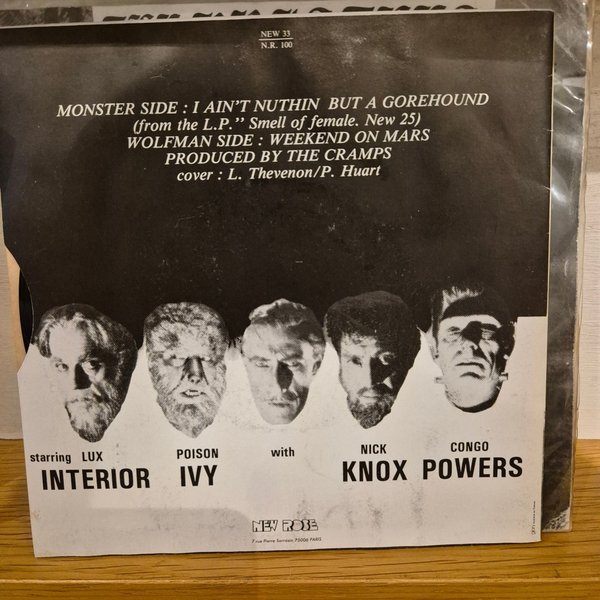 NEW 33
N.R. 100
MONSTER SIDE : I AIN'T NUTHIN BUT A GOREHOUND
(from the L.P." Smell of female. New 25)
WOLFMAN SIDE : WEEKEND ON MARS
PRODUCED BY THE CRAMPS
cover : L. Thevenon/P. Huart
starring LUX INTERIOR
POISON IVY
with
NICK KNOX
CONGO POWERS
NEW ROSE
7 rue Pierre Sarrazin 75006 PARIS